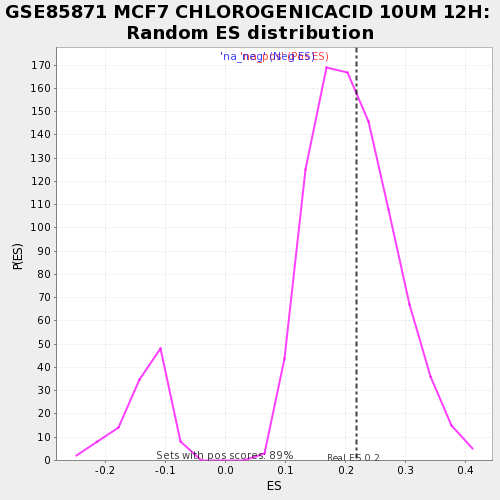 GSE85871 MCF7 CHLOROGENICACID 10UM 12H:
Random ES distribution
170
160
150
140
130
120
110
100
90
80
70
60
50
40
30
20
10
0
P(ES)
Sets with pos scores: 89%
Real ES 0.2
-0.2 -0.1 0.0 0.1 0.2 0.3 0.4
ES